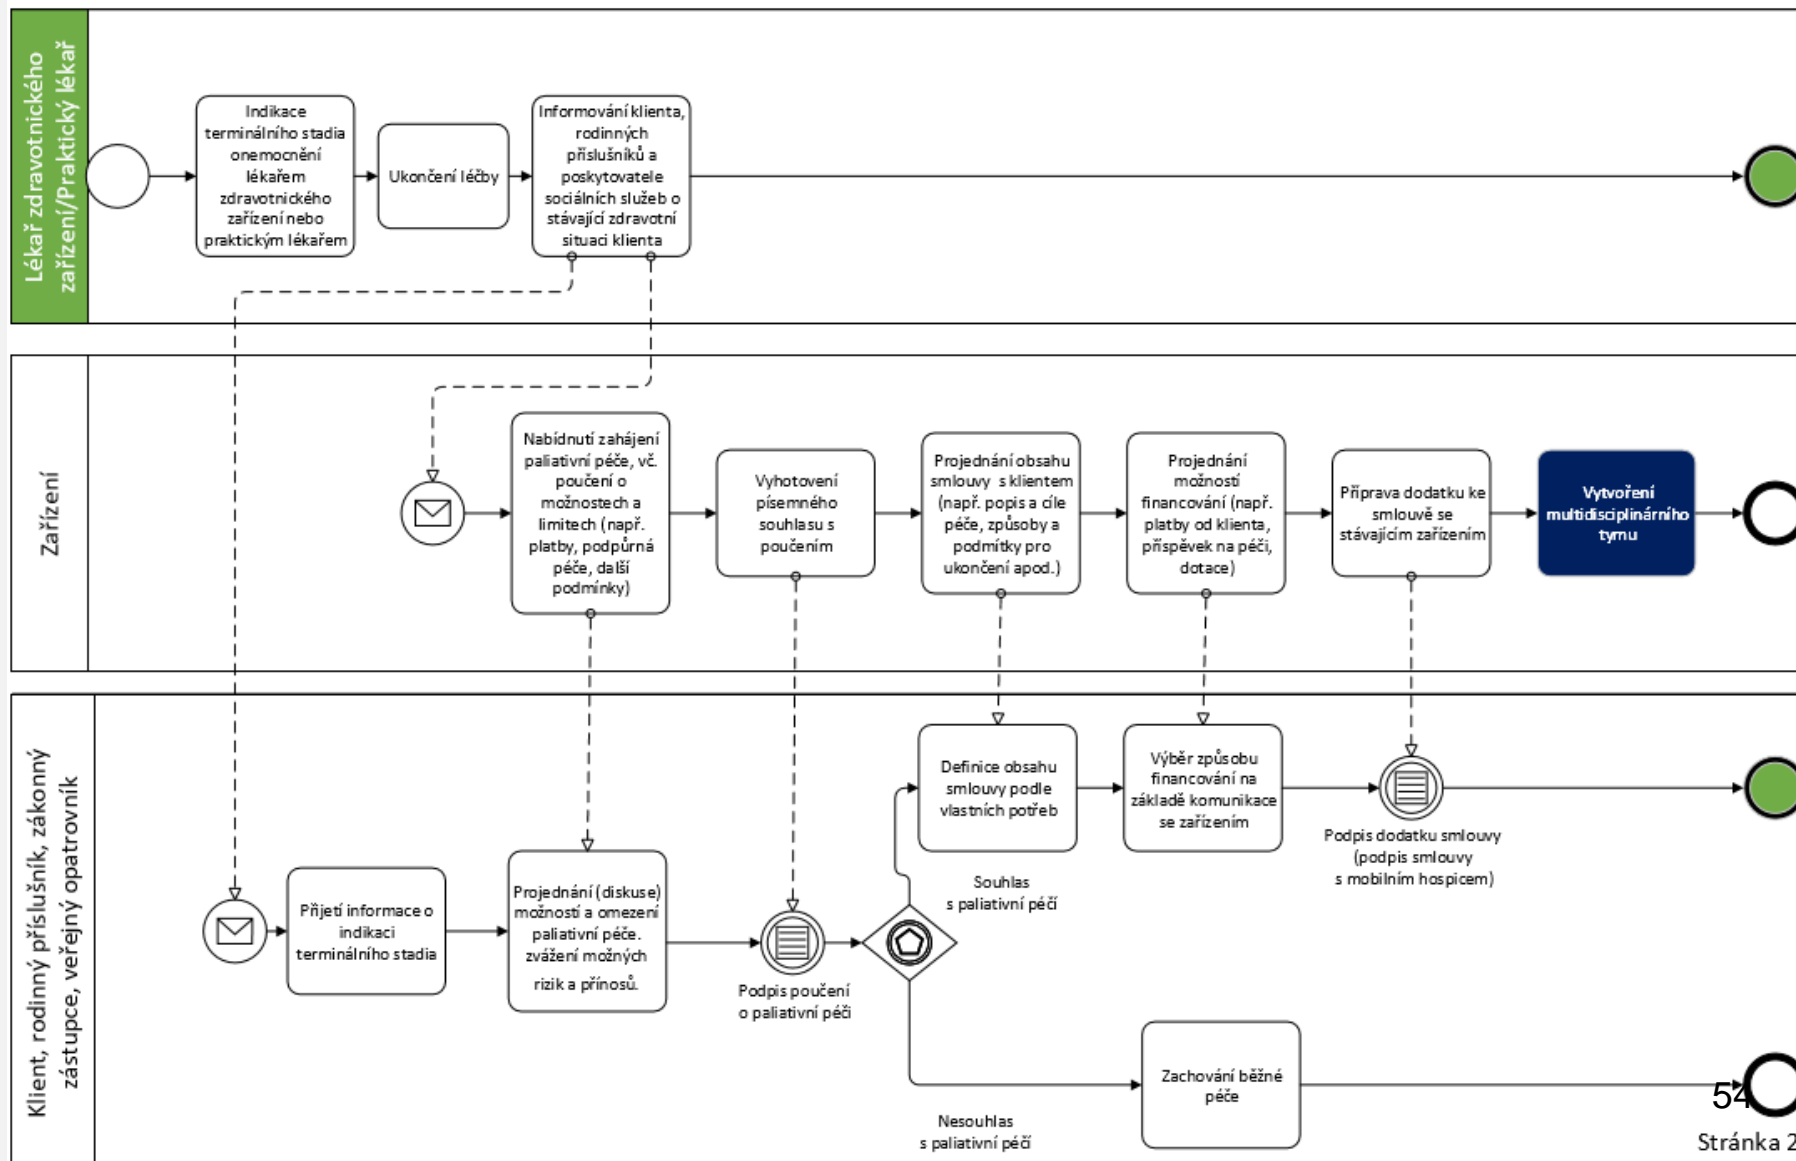 Lékař zdravotnického
zařízení/Praktický lékař
Indikace
terminálního stadia
onemocnění
lékařem
zdravotnického
zařízení nebo
praktickým lékařem
Ukončení léčby
Informování klienta,
rodinných
příslušníků a
poskytovatele
sociálních služeb o
stávající zdravotní
situaci klienta
Zařízení
Nabídnutí zahájení
paliativní péče, vč.
poučení o
možnostech a
limitech (např.
platby, podpůrná
péče, další
podmínky)
Vyhotovení
písemného
souhlasu s
poučením
Projednání obsahu
smlouvy s klientem
(např. popis a cíle
péče, způsoby a
podmítky pro
ukončení apod.)
Projednání
možností
financování (např.
platby od klienta,
příspěvek na péči,
dotace)
Příprava dodatku ke
smlouvě se
stávajícím zařízením
Vytvoření
multidisciplinárního
tymu
Klient, rodinný příslušník, zákonný
zástupce, veřejný opatrovník
Přijetí informace o
indikaci
terminálního stadia
Projednání (diskuse)
možností a omezení
paliativní péče.
zvážení možných
rizik a přínosů.
Podpis poučení
o paliativní péči
Souhlas
s paliativní péčí
Definice obsahu
smlouvy podle
vlastních potřeb
Výběr způsobu
financování na
základě komunikace
se zařízením
Podpis dodatku smlouvy
(podpis smlouvy
s mobilním hospicem)
Nesouhlas
s paliativní péčí
Zachování běžné
péče
54
Stránka 2